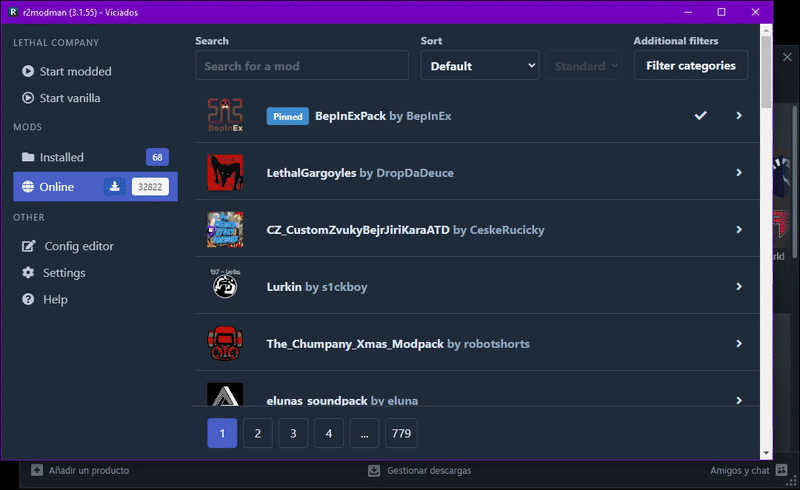 r2modman (3.1.55) - Viciados
LETHAL COMPANY
Start modded
Start vanilla
MODS
Installed 68
Online 32822
OTHER
Config editor
Settings
Help
Search
Search for a mod
Sort
Default
Standard
Additional filters
Filter categories
BepInEx
Pinned BepInExPack by BepInEx
LethalGargoyles by DropDaDeuce
CZ_CustomZvukyBejrJiriKaraATD by CeskeRucicky
Lurkin by s1ckboy
The_Chumpany_Xmas_Modpack by robotshorts
elunas_soundpack by eluna
1 2 3 4 ... 779
Añadir un producto
Gestionar descargas
Amigos y chat